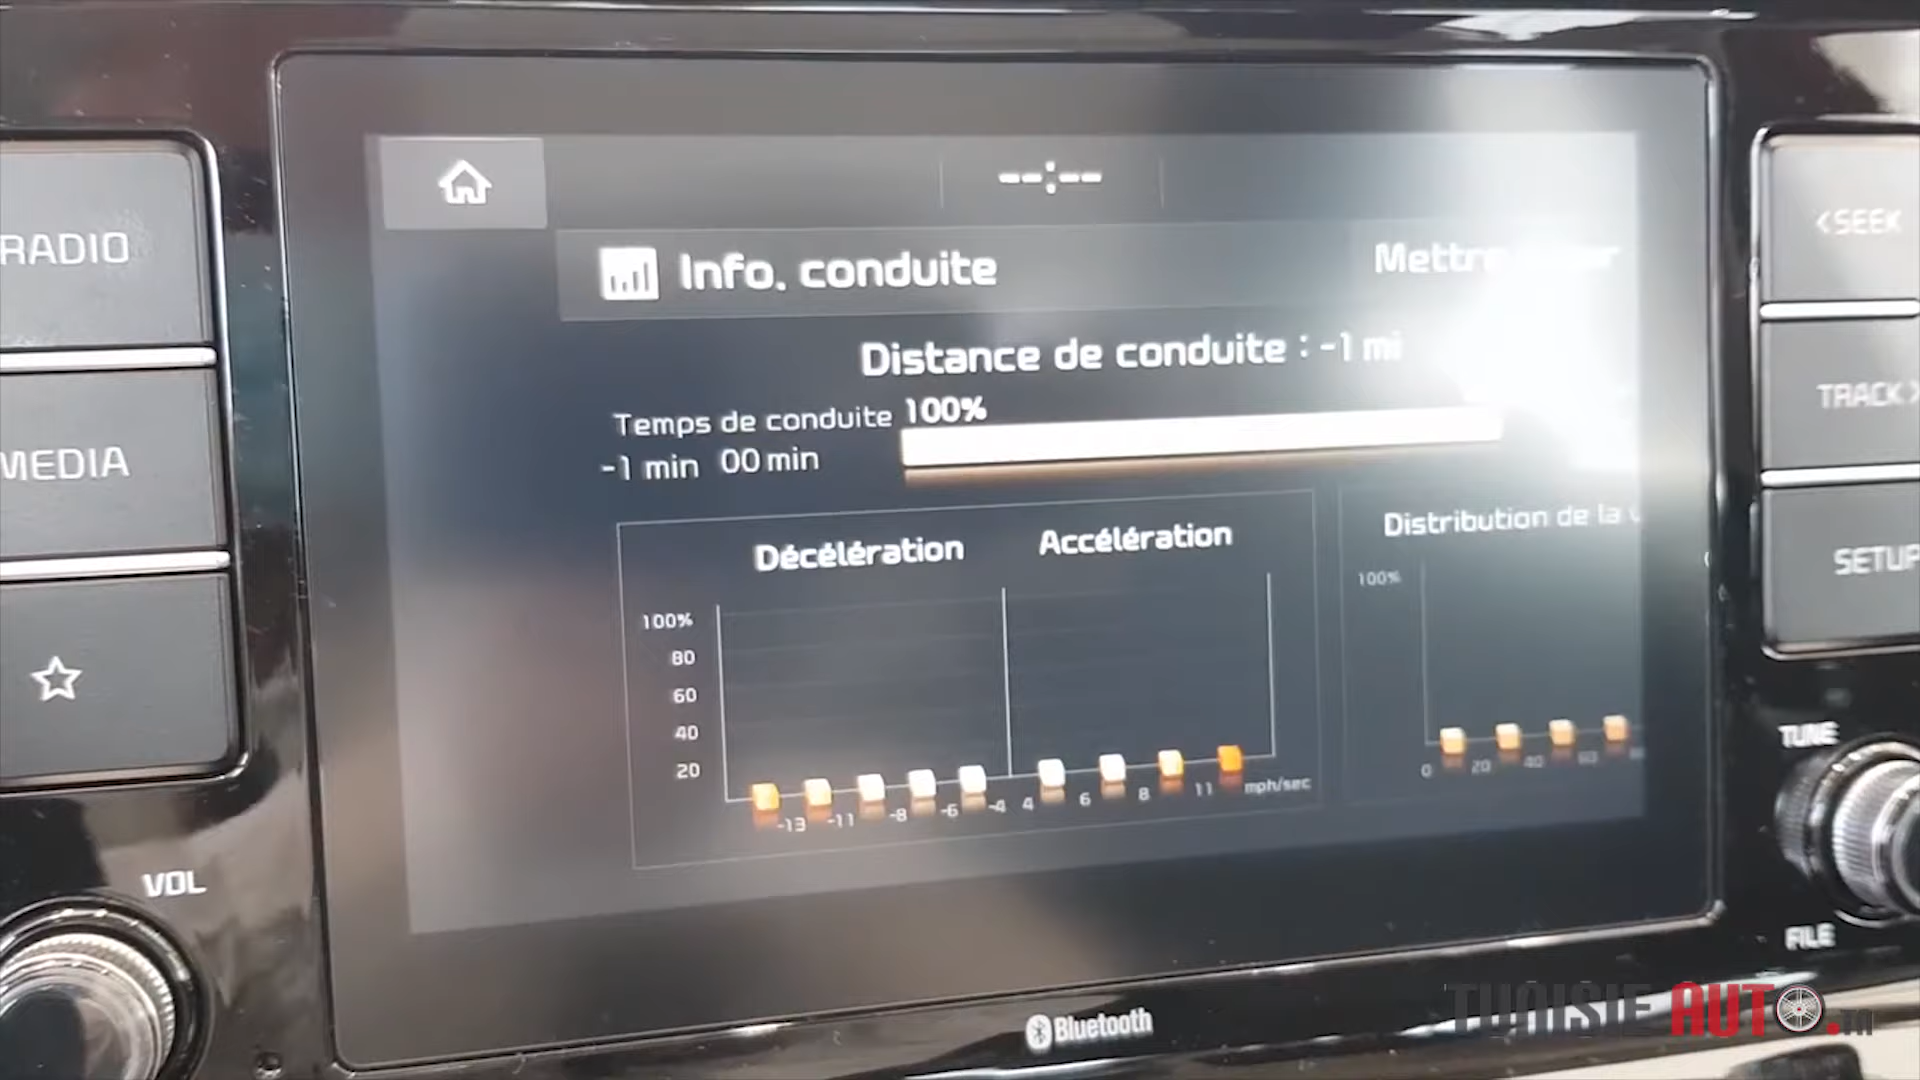 RADIO
MEDIA
VOL
--:--
Info. conduite
Mettre
Distance de conduite : -1 mi
Temps de conduite 100%
-1 min 00 min
Décélération Accélération
100%
80
60
40
20
-13 -11 -8 -6 -4 4 6 8 11 mph/sec
Distribution de la
100%
0 20 40 60
<SEEK
TRACK>
SETUP
TUNE
FILE
Bluetooth
TUNISIE AUTO.TN